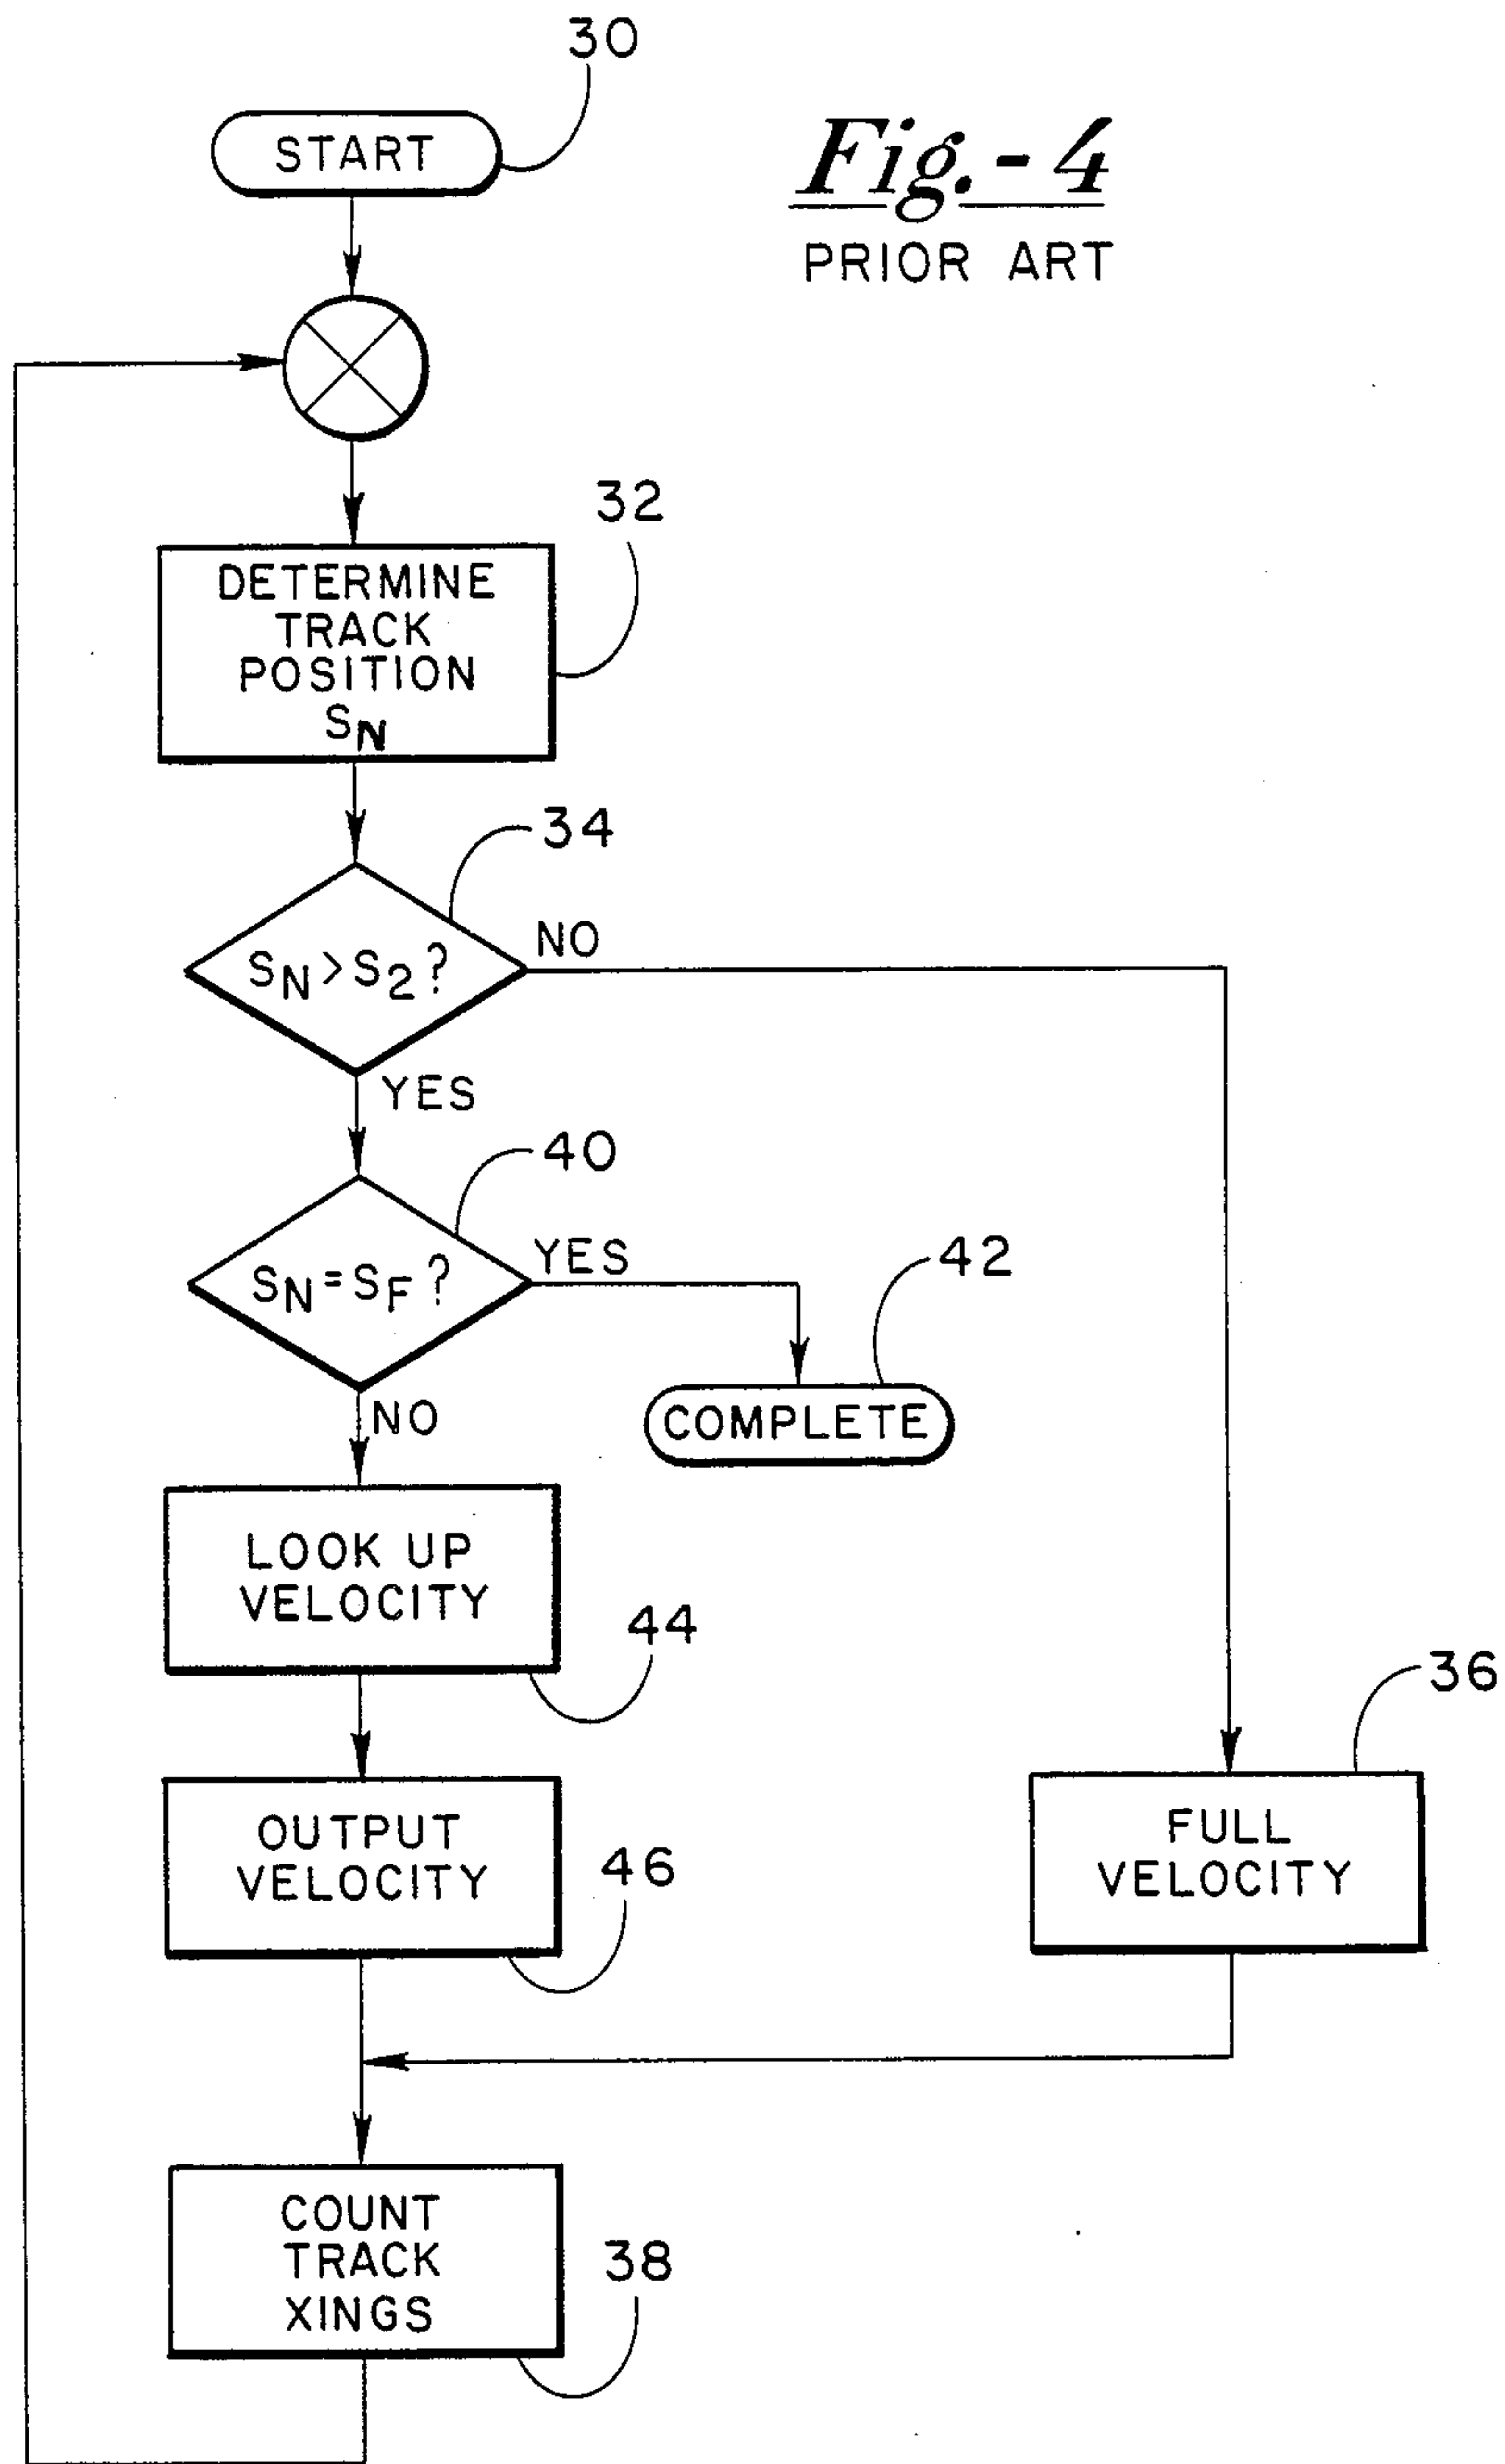 30
START
Fig.-4
PRIOR ART
32
DETERMINE
TRACK
POSITION
SN
34
SN>S2?
NO
YES
40
SN=SF?
YES
42
COMPLETE
NO
LOOK UP
VELOCITY
44
36
OUTPUT
VELOCITY
46
FULL
VELOCITY
COUNT
TRACK
XINGS
38